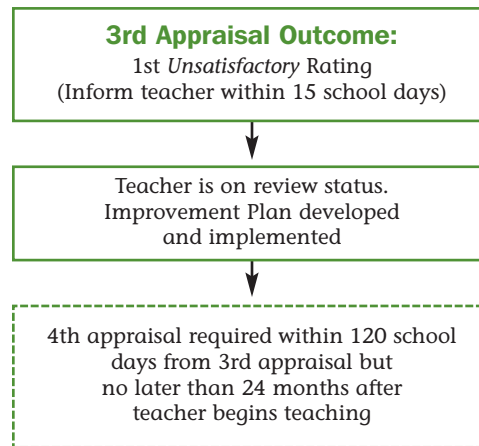 3rd Appraisal Outcome:
1st Unsatisfactory Rating
(Inform teacher within 15 school days)
Teacher is on review status.
Improvement Plan developed
and implemented
4th appraisal required within 120 school
days from 3rd appraisal but
no later than 24 months after
teacher begins teaching